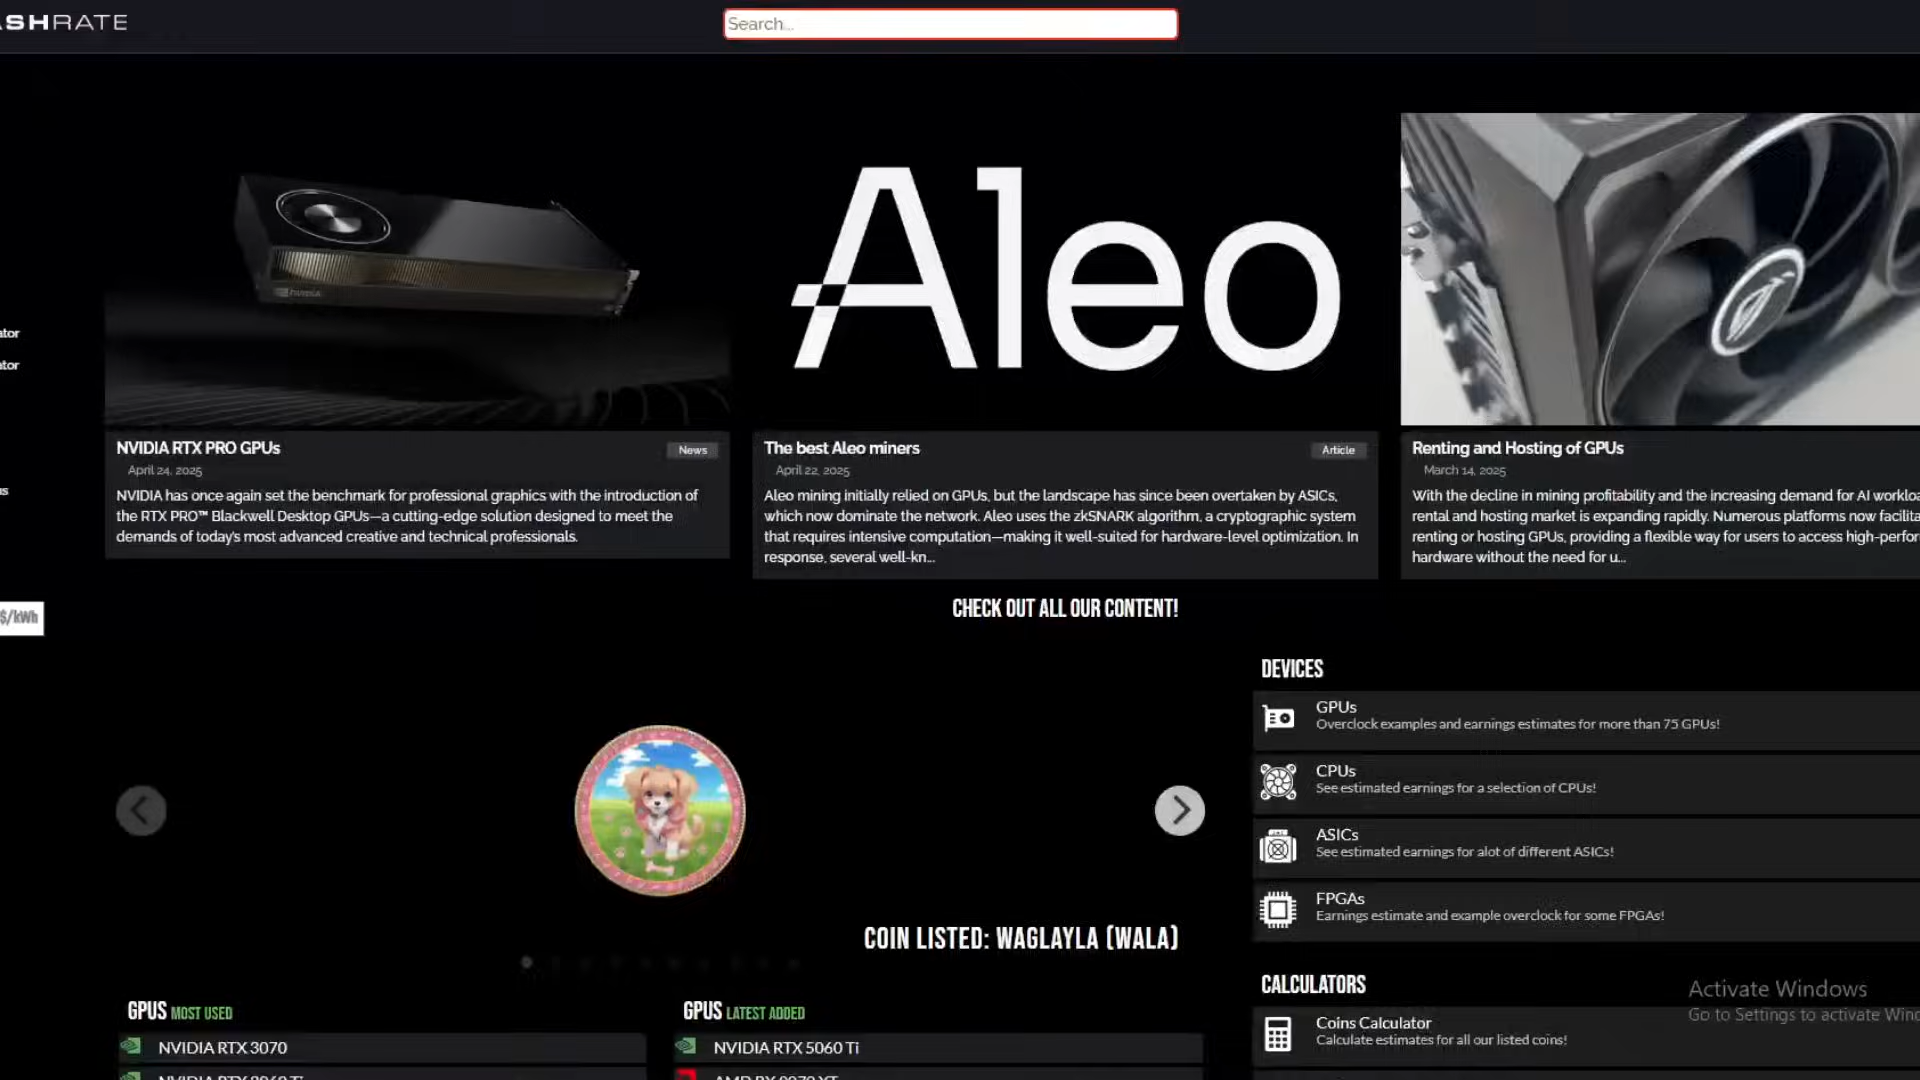 ASHRATE
Search...
ator
ator
$/kWh
Aleo
NVIDIA RTX PRO GPUs
News
April 24, 2025
NVIDIA has once again set the benchmark for professional graphics with the introduction of
the RTX PRO™ Blackwell Desktop GPUs—a cutting-edge solution designed to meet the
demands of today's most advanced creative and technical professionals.
The best Aleo miners
Article
April 22, 2025
Aleo mining initially relied on GPUs, but the landscape has since been overtaken by ASICs,
which now dominate the network. Aleo uses the zkSNARK algorithm, a cryptographic system
that requires intensive computation—making it well-suited for hardware-level optimization. In
response, several well-kn...
Renting and Hosting of GPUs
March 14, 2025
With the decline in mining profitability and the increasing demand for AI workloa
rental and hosting market is expanding rapidly. Numerous platforms now facilita
renting or hosting GPUs, providing a flexible way for users to access high-perfor
hardware without the need for u...
CHECK OUT ALL OUR CONTENT!
COIN LISTED: WAGLAYLA (WALA)
GPUS MOST USED
NVIDIA RTX 3070
GPUS LATEST ADDED
NVIDIA RTX 5060 Ti
DEVICES
GPUs
Overclock examples and earnings estimates for more than 75 GPUs!
CPUs
See estimated earnings for a selection of CPUs!
ASICs
See estimated earnings for alot of different ASICs!
FPGAs
Earnings estimate and example overclock for some FPGAs!
CALCULATORS
Coins Calculator
Calculate estimates for all our listed coins!
Activate Windows
Go to Settings to activate Wind